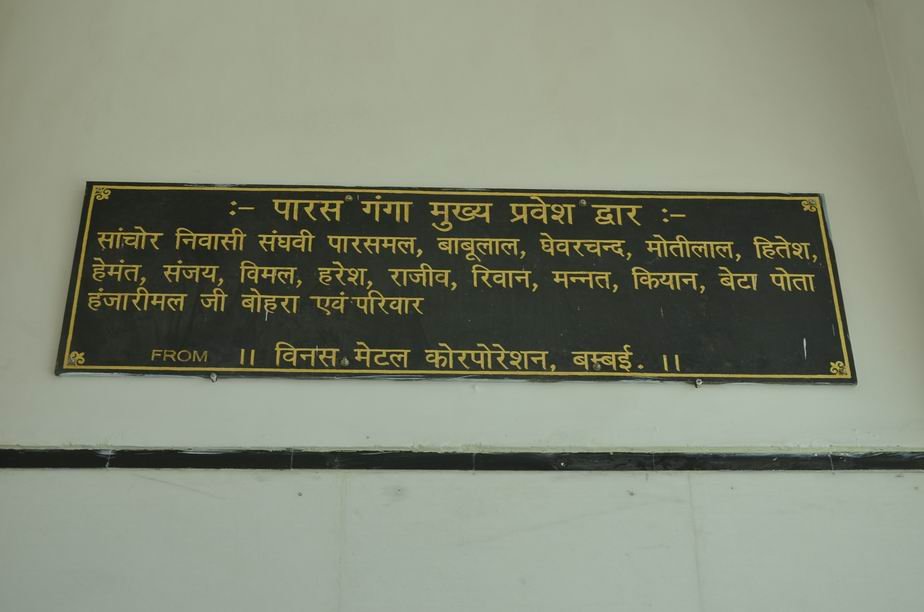 :- पारस गंगा मुख्य प्रवेश द्वार :-
सांचोर निवासी संघवी पारसमल, बाबूलाल, घेवरचन्द, मोतीलाल, हितेश,
हेमंत, संजय, विमल, हरेश, राजीव, रिवान, मन्नत, कियान, बेटा पोता
हंजारीमल जी बोहरा एवं परिवार
FROM ।। विनस मेटल कोरपोरेशन, बम्बई. ।।